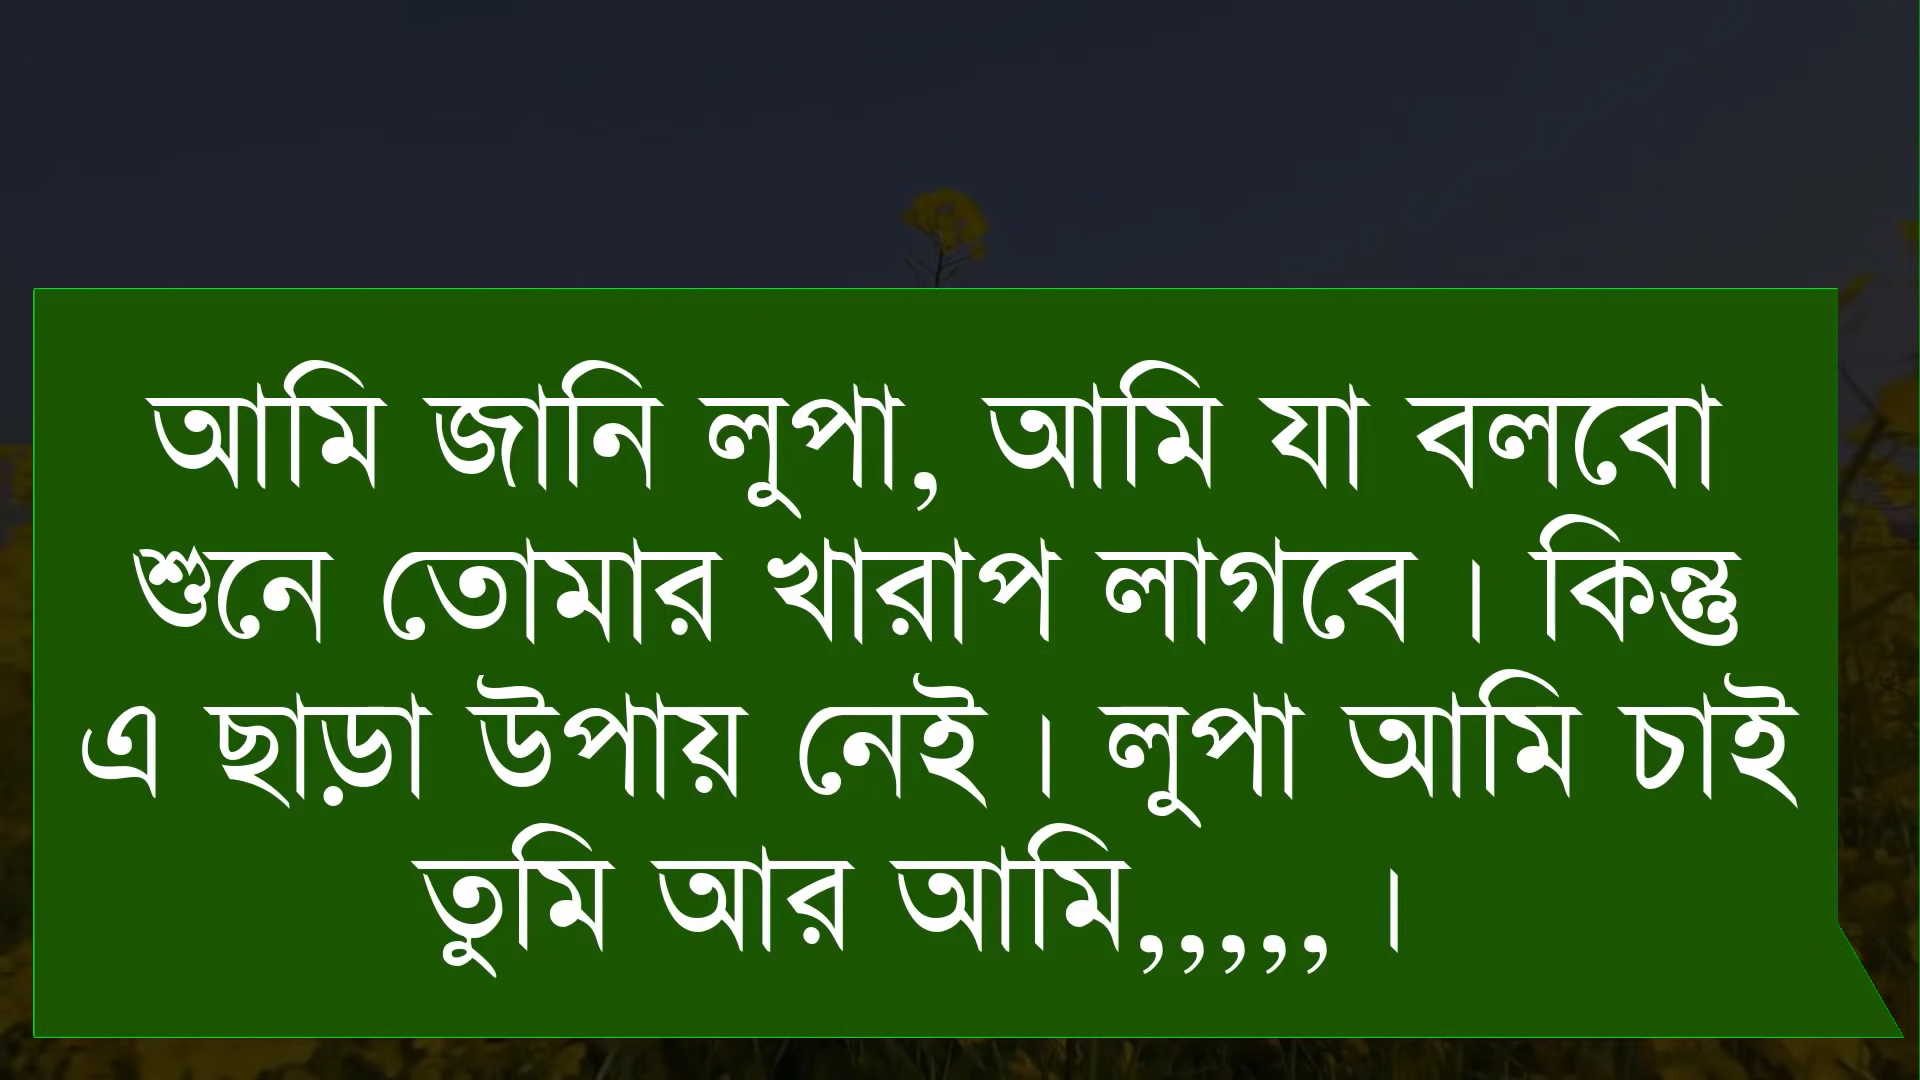 আমি জানি লুপা, আমি যা বলবো
শুনে তোমার খারাপ লাগবে । কিন্তু
এ ছাড়া উপায় নেই । লুপা আমি চাই
তুমি আর আমি,,,,, ।